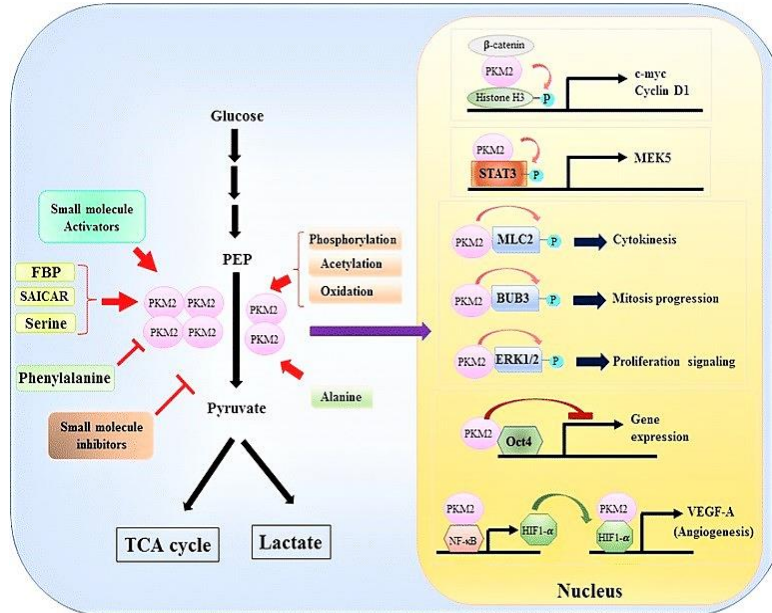 Glucose
PEP
Pyruvate
TCA cycle
Lactate
Small molecule
Activators
FBP
SAICAR
Serine
Phenylalanine
Small molecule
inhibitors
PKM2
PKM2
PKM2
PKM2
Phosphorylation
Acetylation
Oxidation
PKM2
PKM2
Alanine
β-catenin
PKM2
Histone H3
P
c-myc
Cyclin D1
PKM2
STAT3
P
MEK5
PKM2
MLC2
P
Cytokinesis
PKM2
BUB3
P
Mitosis progression
PKM2
ERK1/2
P
Proliferation signaling
PKM2
Oct4
Gene
expression
PKM2
NF-κB
HIF1-α
PKM2
HIF1-α
VEGF-A
(Angiogenesis)
Nucleus